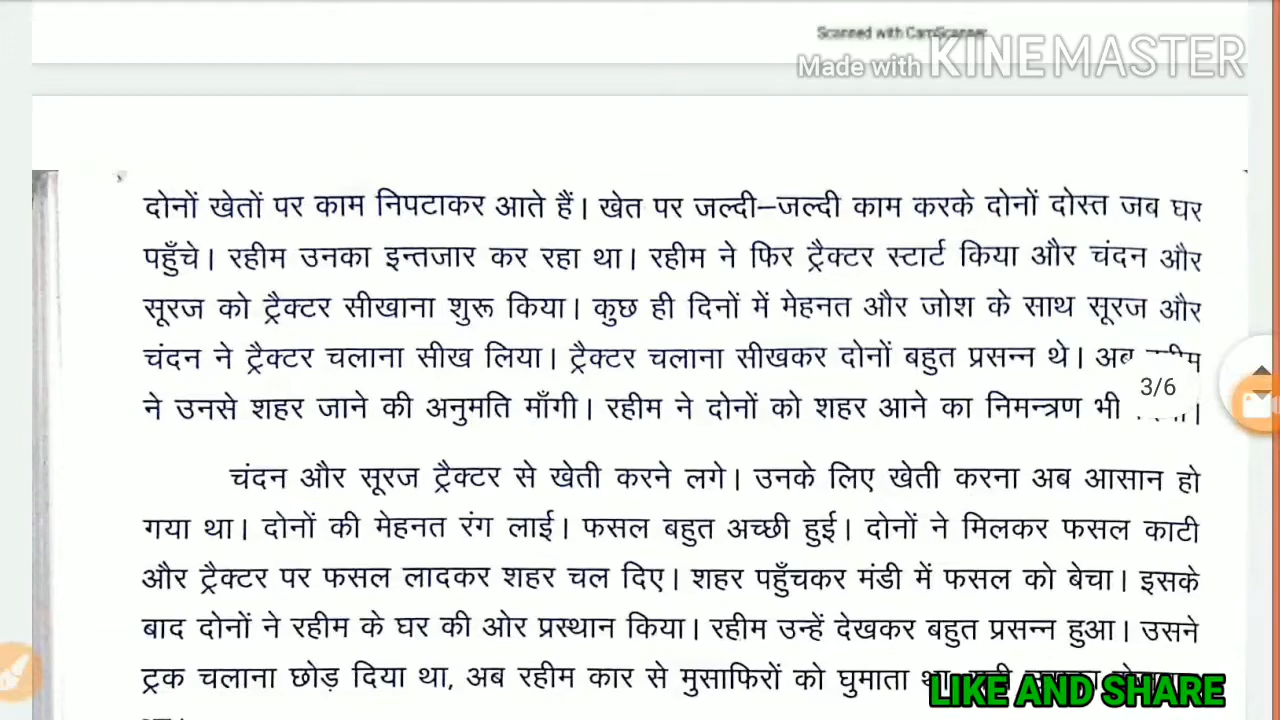 Scanned with CamScanner
Made with KINEMASTER
दोनों खेतों पर काम निपटाकर आते हैं। खेत पर जल्दी–जल्दी काम करके दोनों दोस्त जब घर
पहुँचे। रहीम उनका इन्तजार कर रहा था। रहीम ने फिर ट्रैक्टर स्टार्ट किया और चंदन और
सूरज को ट्रैक्टर सीखाना शुरू किया। कुछ ही दिनों में मेहनत और जोश के साथ सूरज और
चंदन ने ट्रैक्टर चलाना सीख लिया। ट्रैक्टर चलाना सीखकर दोनों बहुत प्रसन्न थे। अब
3/6
ने उनसे शहर जाने की अनुमति माँगी। रहीम ने दोनों को शहर आने का निमन्त्रण भी
चंदन और सूरज ट्रैक्टर से खेती करने लगे। उनके लिए खेती करना अब आसान हो
गया था। दोनों की मेहनत रंग लाई। फसल बहुत अच्छी हुई। दोनों ने मिलकर फसल काटी
और ट्रैक्टर पर फसल लादकर शहर चल दिए। शहर पहुँचकर मंडी में फसल को बेचा। इसके
बाद दोनों ने रहीम के घर की ओर प्रस्थान किया। रहीम उन्हें देखकर बहुत प्रसन्न हुआ। उसने
ट्रक चलाना छोड़ दिया था, अब रहीम कार से मुसाफिरों को घुमाता
LIKE AND SHARE